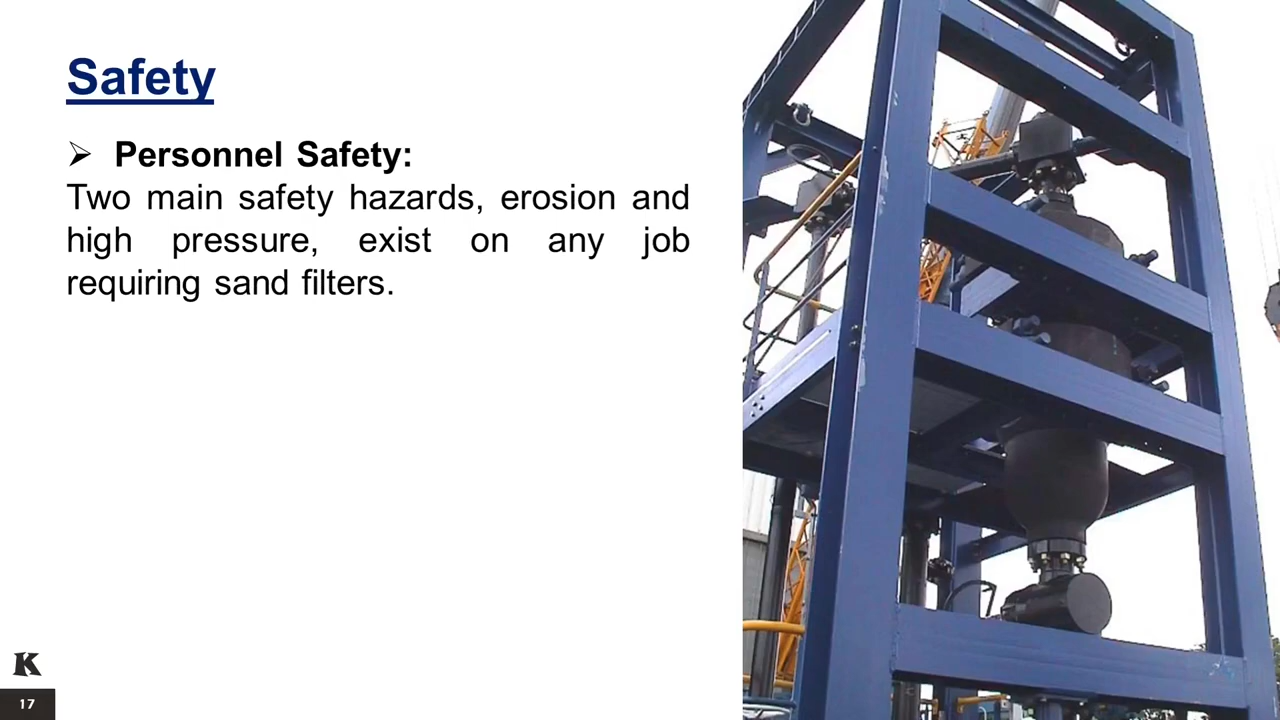 Safety
➢ Personnel Safety:
Two main safety hazards, erosion and
high pressure, exist on any job
requiring sand filters.
K
17